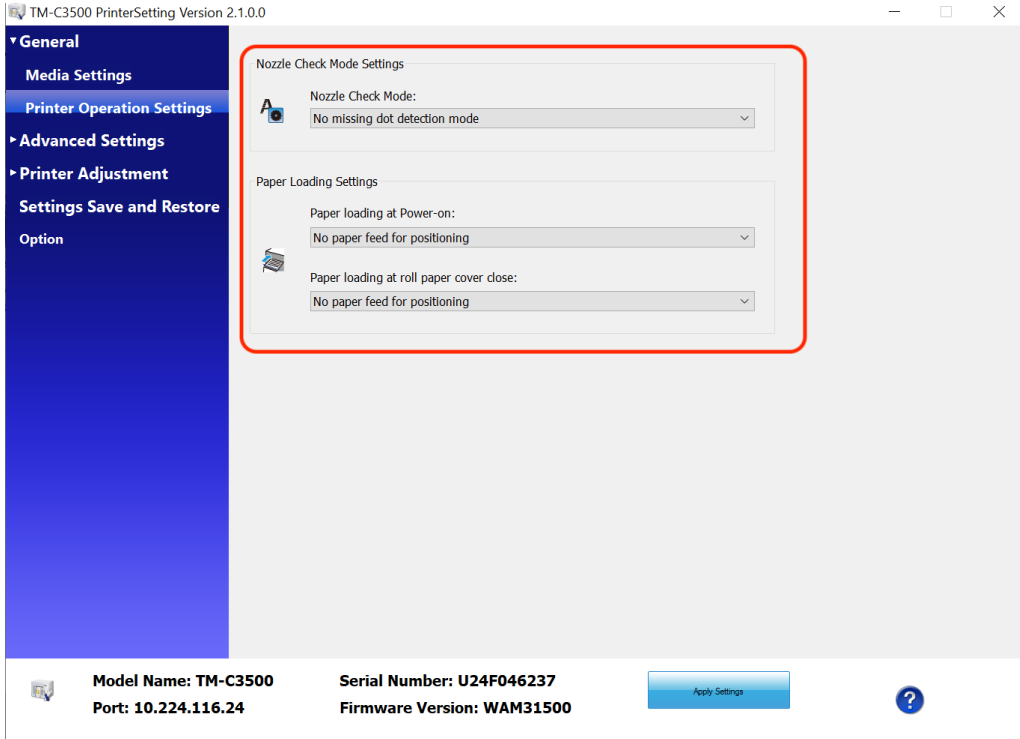 TM-C3500 PrinterSetting Version 2.1.0.0
General
Media Settings
Printer Operation Settings
Advanced Settings
Printer Adjustment
Settings Save and Restore
Option
Nozzle Check Mode Settings
Nozzle Check Mode:
No missing dot detection mode
Paper Loading Settings
Paper loading at Power-on:
No paper feed for positioning
Paper loading at roll paper cover close:
No paper feed for positioning
Model Name: TM-C3500
Serial Number: U24F046237
Port: 10.224.116.24
Firmware Version: WAM31500
Apply Settings